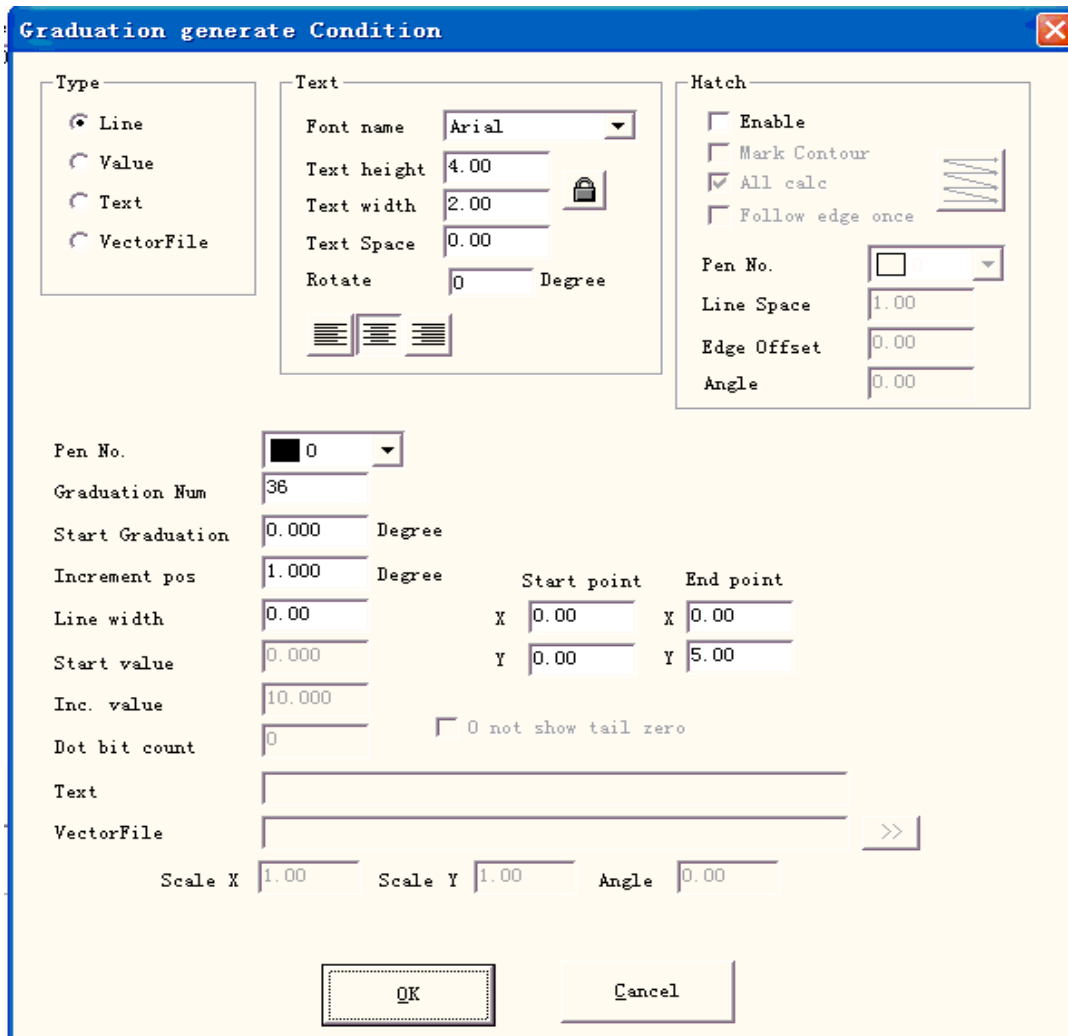 Graduation generate Condition
Type
Line
Value
Text
VectorFile
Text
Font name Arial
Text height 4.00
Text width 2.00
Text Space 0.00
Rotate 0 Degree
Hatch
Enable
Mark Contour
All calc
Follow edge once
Pen No. 0
Line Space 1.00
Edge Offset 0.00
Angle 0.00
Pen No. 0
Graduation Num 36
Start Graduation 0.000 Degree
Increment pos 1.000 Degree
Line width 0.00
Start value 0.000
Inc. value 10.000
Dot bit count 0
Start point End point
X 0.00 X 0.00
Y 0.00 Y 5.00
O not show tail zero
Text
VectorFile >>
Scale X 1.00 Scale Y 1.00 Angle 0.00
OK Cancel